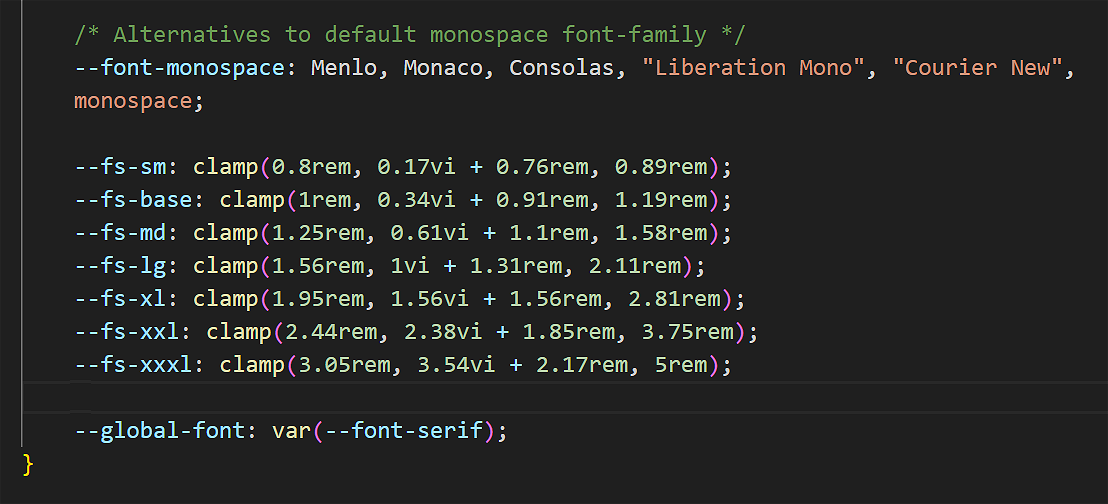 /* Alternatives to default monospace font-family */
--font-monospace: Menlo, Monaco, Consolas, "Liberation Mono", "Courier New",
monospace;
--fs-sm: clamp(0.8rem, 0.17vi + 0.76rem, 0.89rem);
--fs-base: clamp(1rem, 0.34vi + 0.91rem, 1.19rem);
--fs-md: clamp(1.25rem, 0.61vi + 1.1rem, 1.58rem);
--fs-lg: clamp(1.56rem, 1vi + 1.31rem, 2.11rem);
--fs-xl: clamp(1.95rem, 1.56vi + 1.56rem, 2.81rem);
--fs-xxl: clamp(2.44rem, 2.38vi + 1.85rem, 3.75rem);
--fs-xxxl: clamp(3.05rem, 3.54vi + 2.17rem, 5rem);
--global-font: var(--font-serif);
}